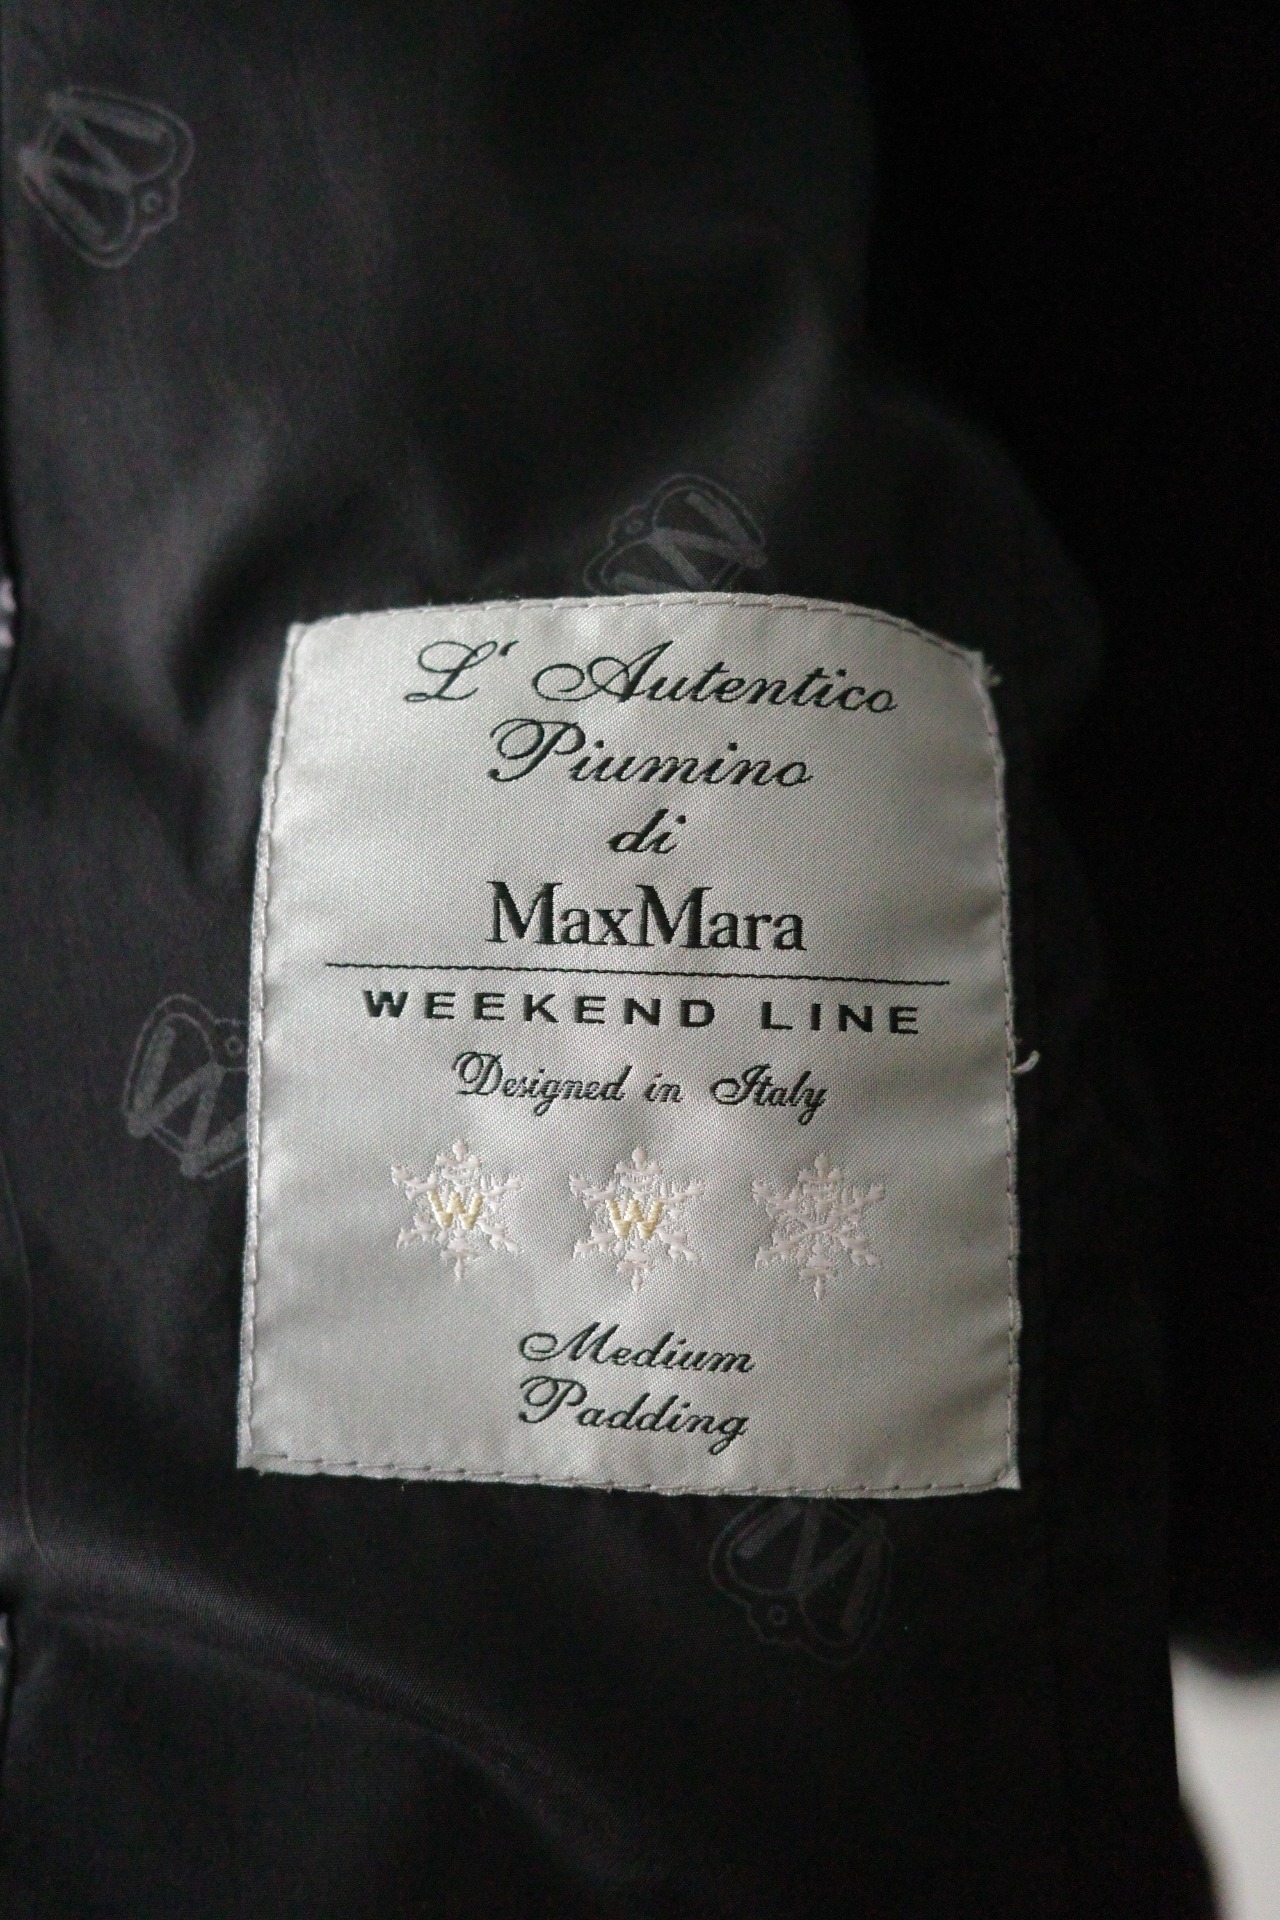 L' Autentico
Piumino
di
MaxMara
WEEKEND LINE
Designed in Italy
W W
Medium
Padding